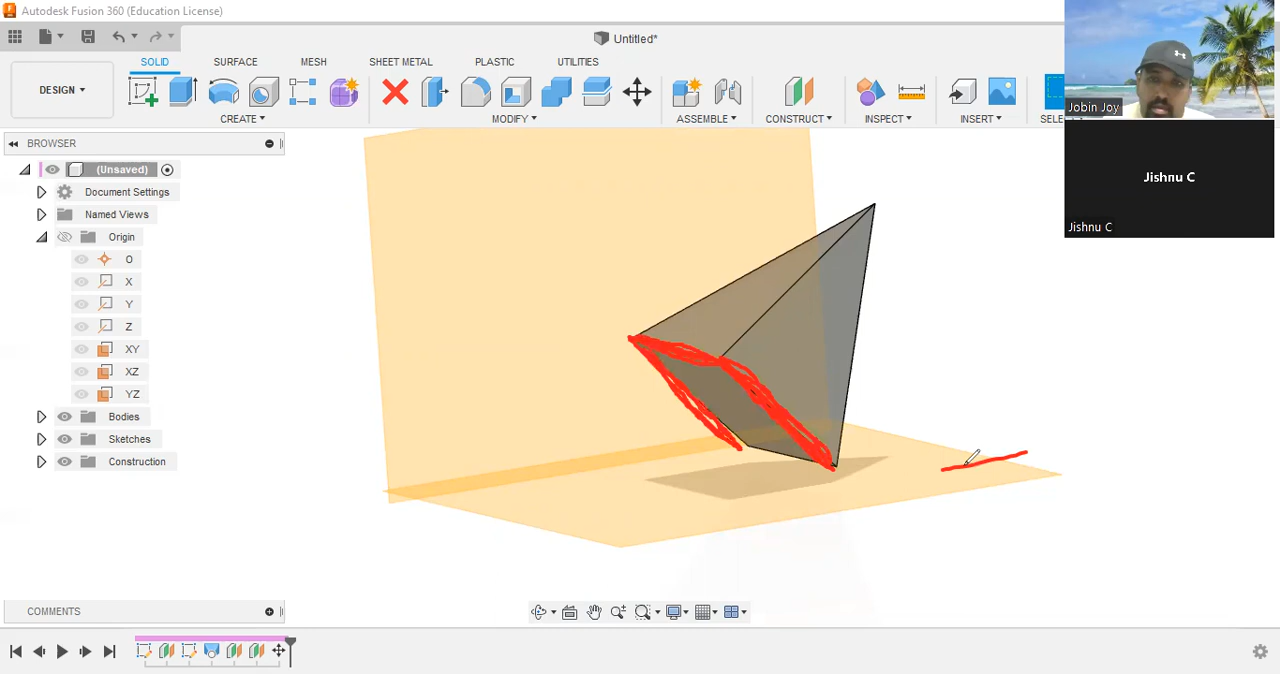 Autodesk Fusion 360 (Education License)
Untitled*
DESIGN
SOLID SURFACE MESH SHEET METAL PLASTIC UTILITIES
CREATE MODIFY ASSEMBLE CONSTRUCT INSPECT INSERT
BROWSER
(Unsaved)
Document Settings
Named Views
Origin
O
X
Y
Z
XY
XZ
YZ
Bodies
Sketches
Construction
COMMENTS
Jobin Joy
Jishnu C
Jishnu C